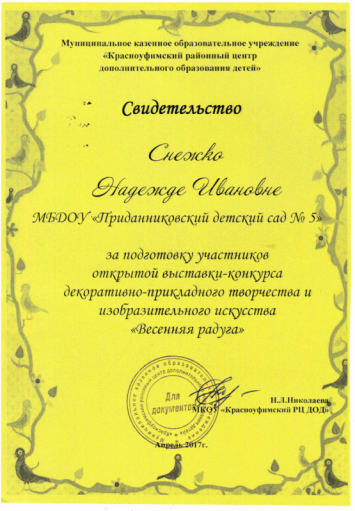 Муниципальное казенное образовательное учреждение
«Красноуфимский районный центр
дополнительного образования детей»
Свидетельство
Снежко
Надежде Ивановне
МБДОУ «Приданниковский детский сад № 5»
за подготовку участников
открытой выставки-конкурса
декоративно-прикладного творчества и
изобразительного искусства
«Весенняя радуга»
Для
документов
Н.Л.Николаева
МКОУ «Красноуфимский РЦ ДОД»
Апрель 2017г.